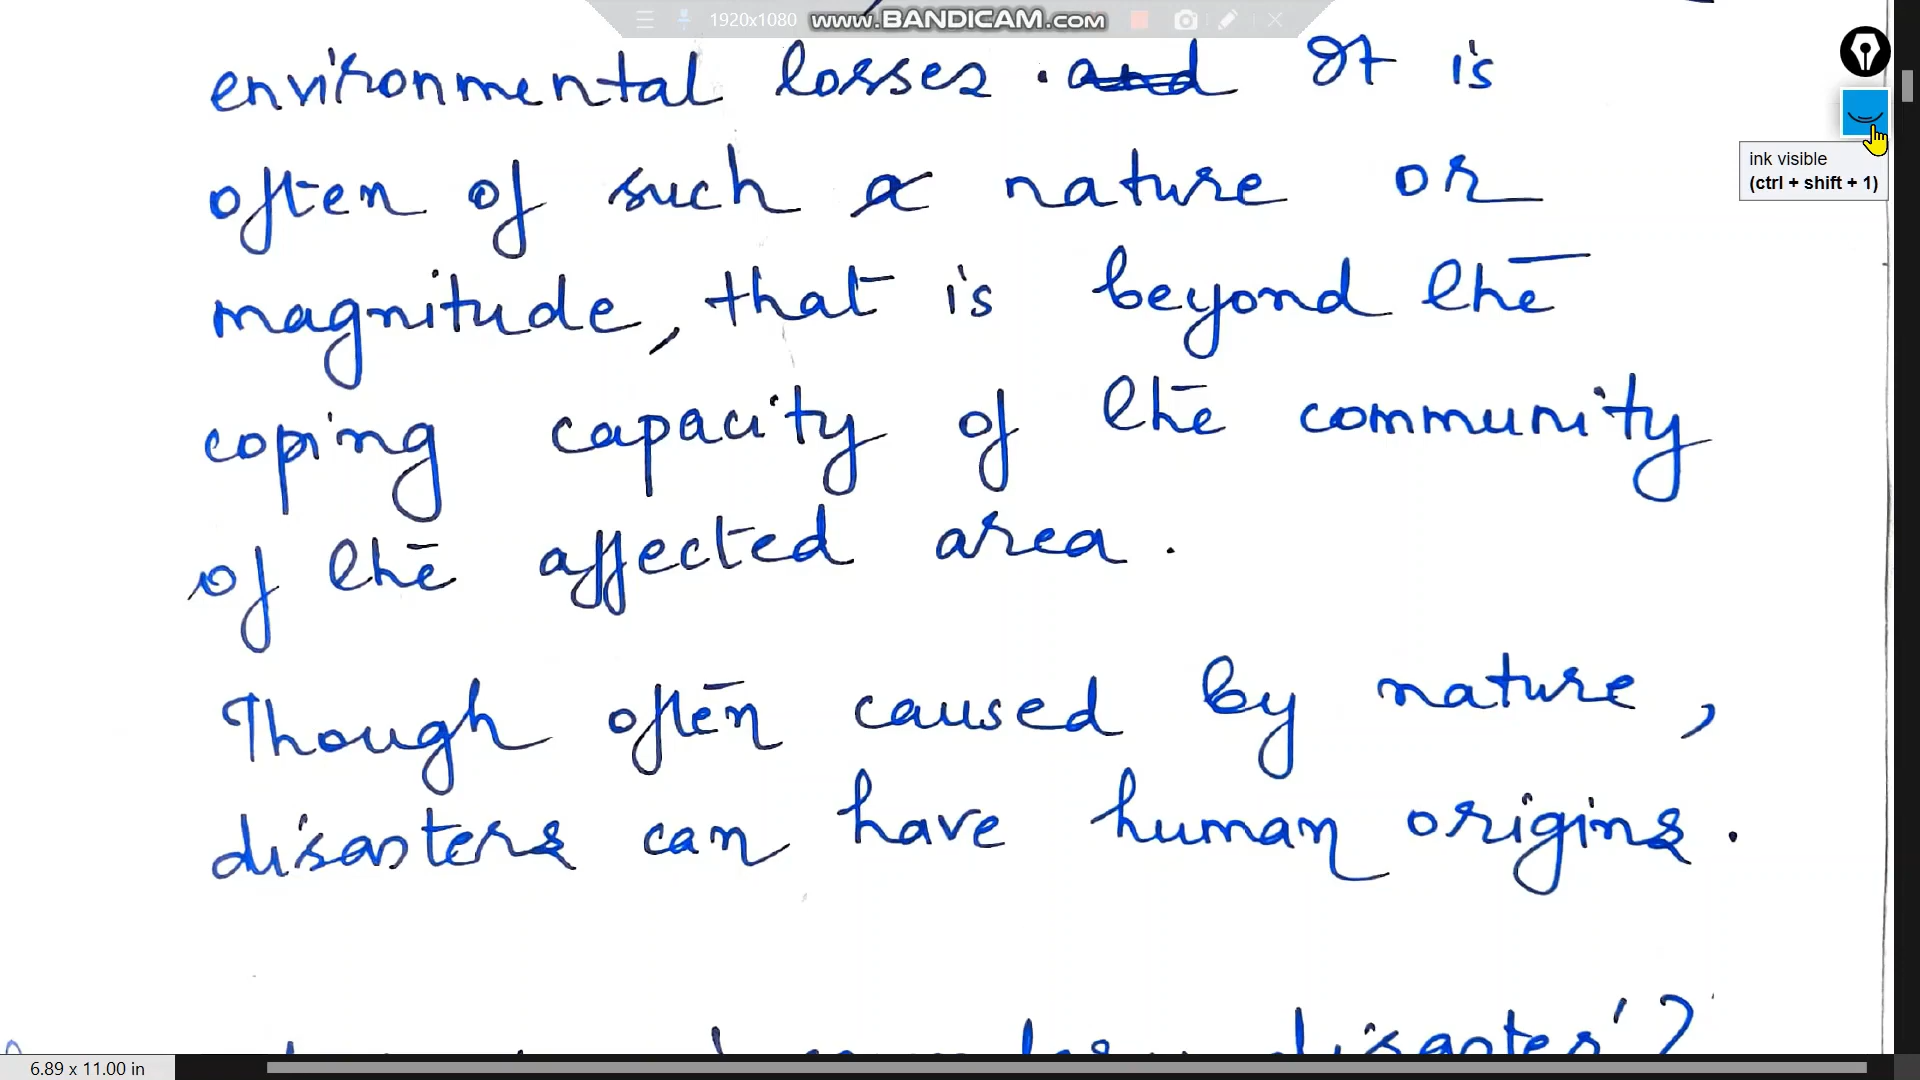 1920x1080 www.BANDICAM.com
environmental losses. and It is
often of such a nature or
magnitude, that is beyond the
coping capacity of the community
of the affected area.
Though often caused by nature,
disasters can have human origins.
disaster'?
ink visible
(ctrl + shift + 1)
6.89 x 11.00 in